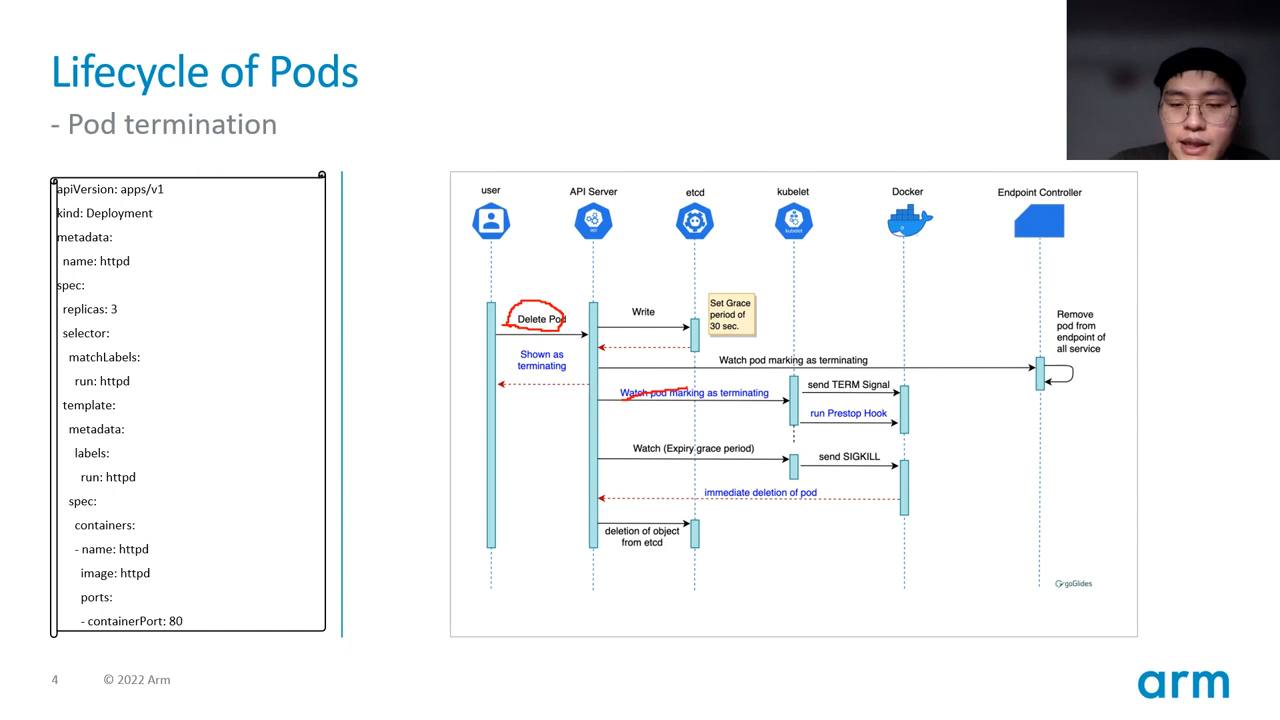 Lifecycle of Pods
- Pod termination
apiVersion: apps/v1
kind: Deployment
metadata:
name: httpd
spec:
replicas: 3
selector:
matchLabels:
run: httpd
template:
metadata:
labels:
run: httpd
spec:
containers:
- name: httpd
image: httpd
ports:
- containerPort: 80
user
API Server
etcd
kubelet
Docker
Endpoint Controller
api
kubelet
Delete Pod
Write
Set Grace
period of
30 sec.
Shown as
terminating
Watch pod marking as terminating
Remove
pod from
endpoint of
all service
Watch pod marking as terminating
send TERM Signal
run Prestop Hook
Watch (Expiry grace period)
send SIGKILL
immediate deletion of pod
deletion of object
from etcd
goGlides
4
© 2022 Arm
arm